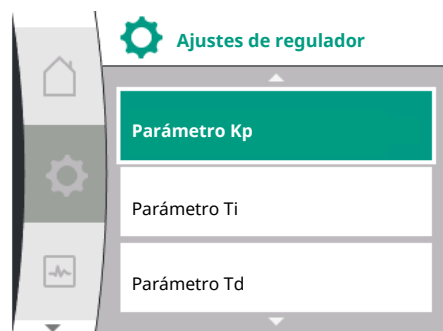 Ajustes de regulador
Parámetro Kp
Parámetro Ti
Parámetro Td